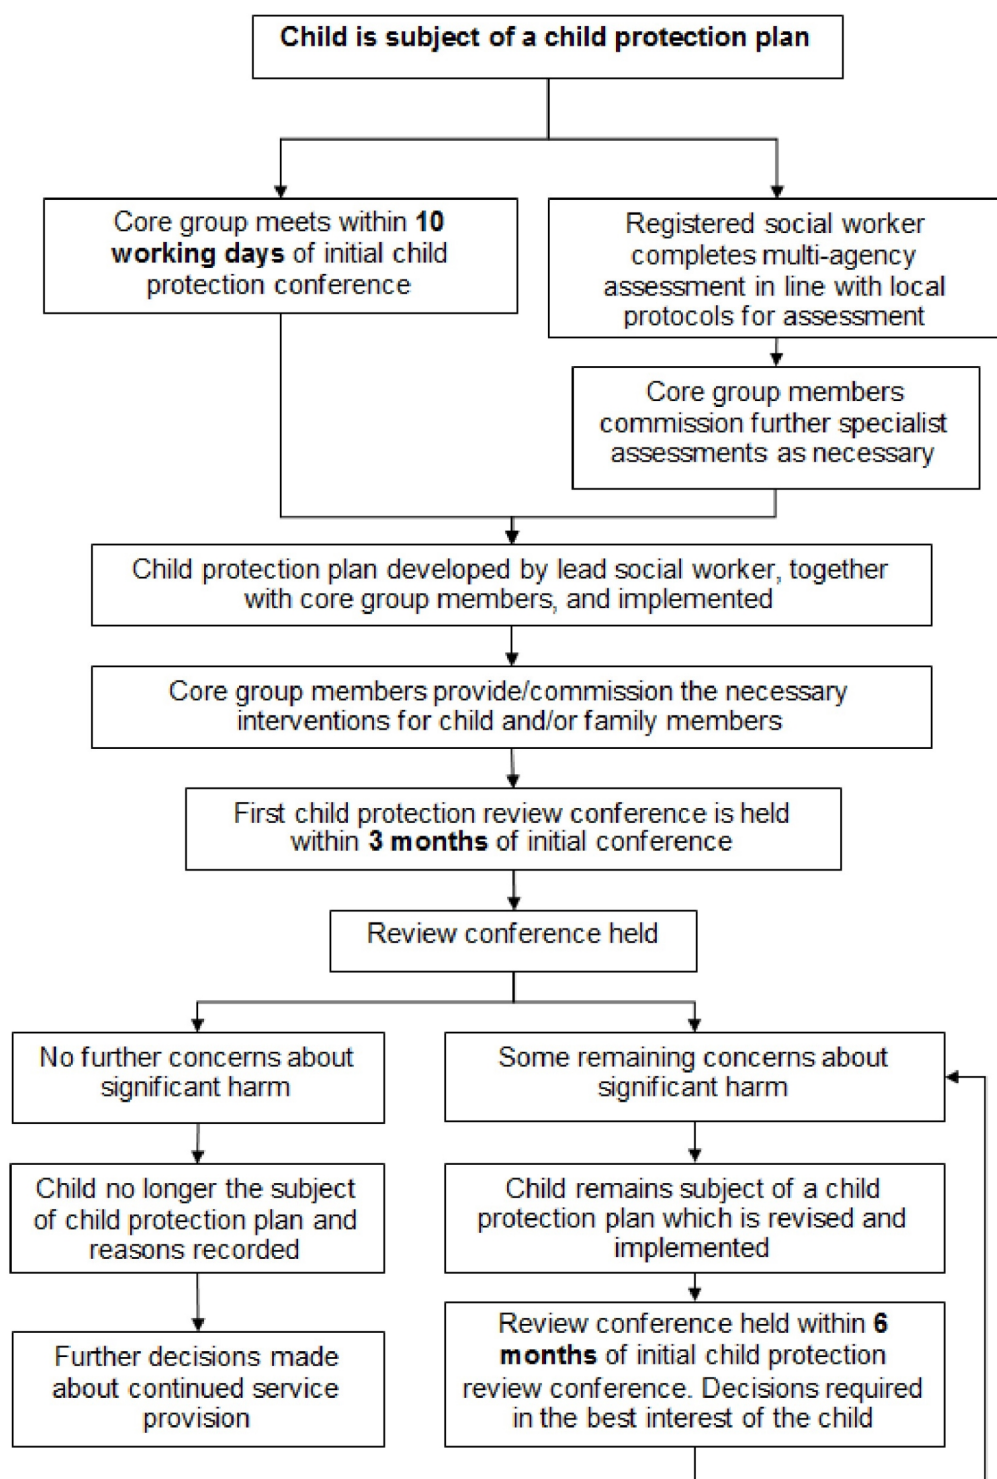 Child is subject of a child protection plan
Core group meets within 10
working days of initial child
protection conference
Registered social worker
completes multi-agency
assessment in line with local
protocols for assessment
Core group members
commission further specialist
assessments as necessary
Child protection plan developed by lead social worker, together
with core group members, and implemented
Core group members provide/commission the necessary
interventions for child and/or family members
First child protection review conference is held
within 3 months of initial conference
Review conference held
No further concerns about
significant harm
Some remaining concerns about
significant harm
Child no longer the subject
of child protection plan and
reasons recorded
Child remains subject of a child
protection plan which is revised and
implemented
Further decisions made
about continued service
provision
Review conference held within 6
months of initial child protection
review conference. Decisions required
in the best interest of the child